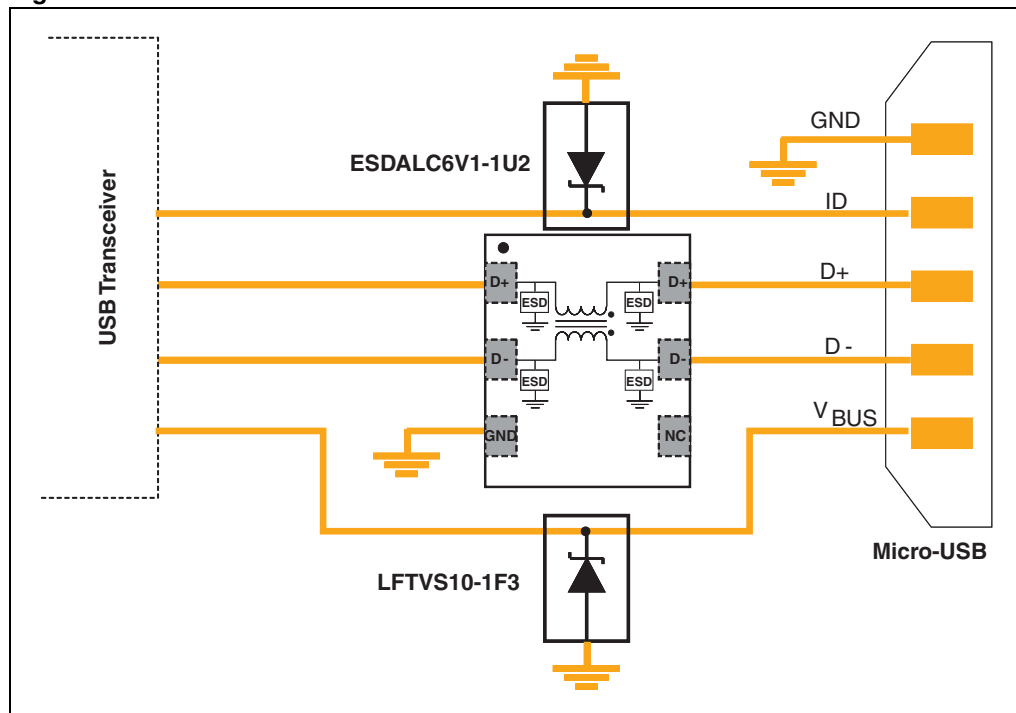 ESDALC6V1-1U2
GND
ID
D+
D -
V BUS
USB Transceiver
D+
D+
ESD
ESD
D -
D-
ESD
ESD
GND
NC
Micro-USB
LFTVS10-1F3